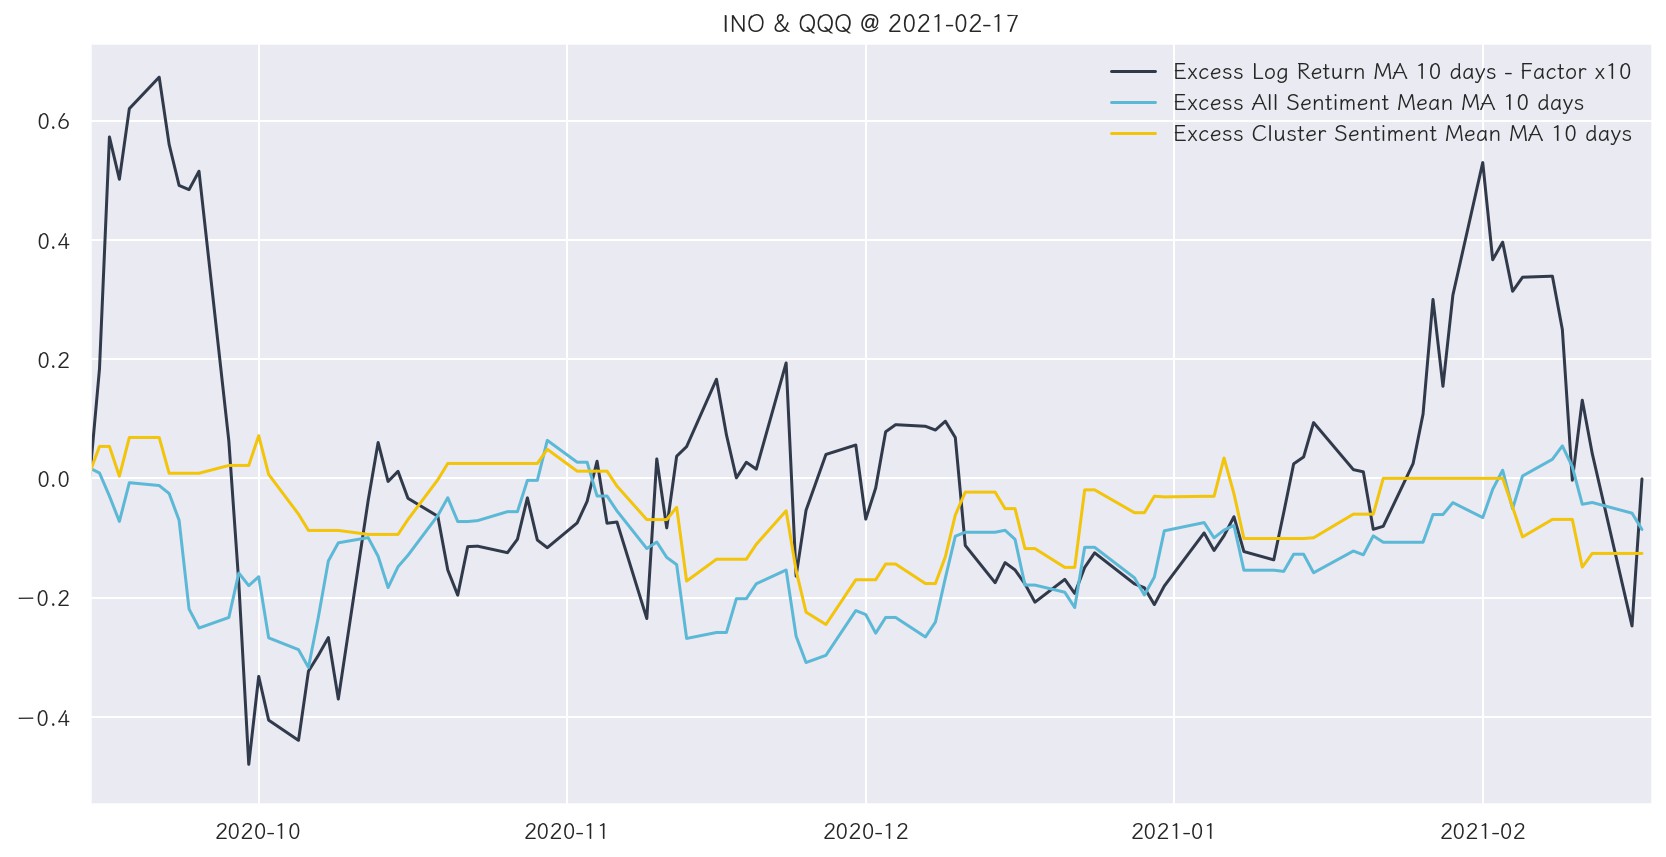 INO & QQQ @ 2021-02-17
Excess Log Return MA 10 days - Factor x10
Excess All Sentiment Mean MA 10 days
Excess Cluster Sentiment Mean MA 10 days
0.6
0.4
0.2
0.0
−0.2
−0.4
2020-10 2020-11 2020-12 2021-01 2021-02